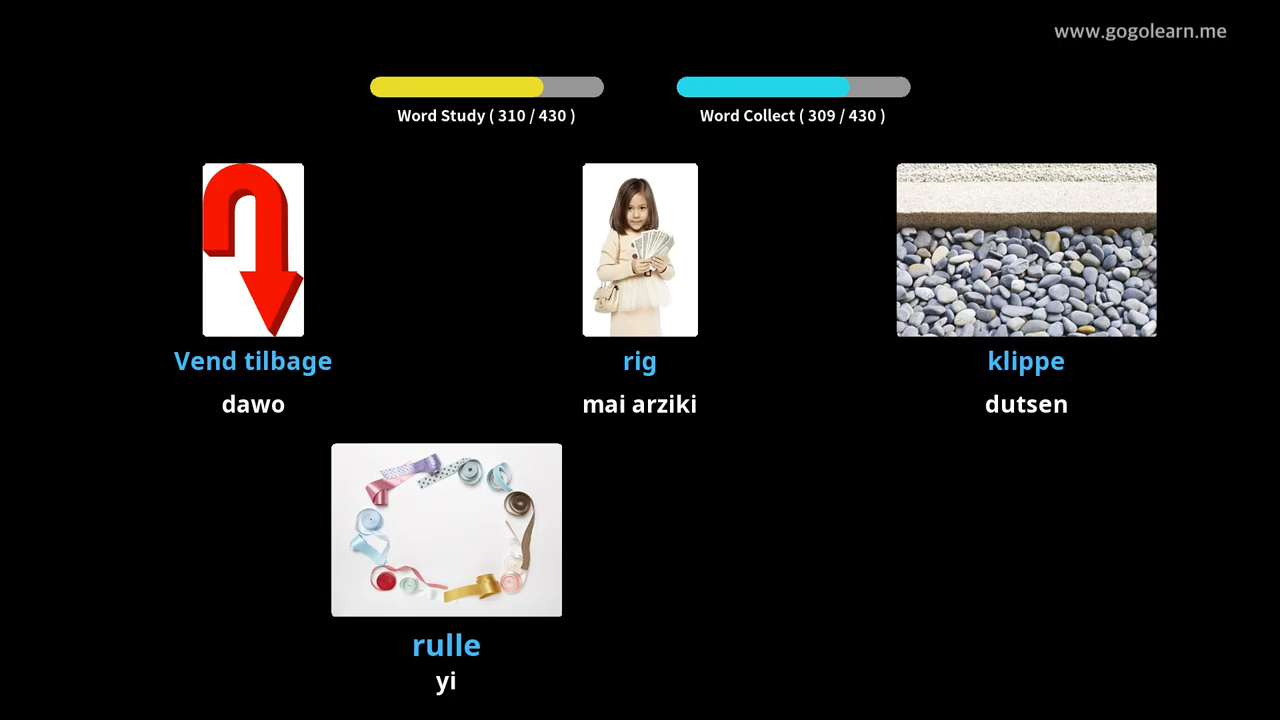 www.gogolearn.me
Word Study ( 310 / 430 )
Word Collect ( 309 / 430 )
Vend tilbage
rig
klippe
dawo
mai arziki
dutsen
rulle
yi